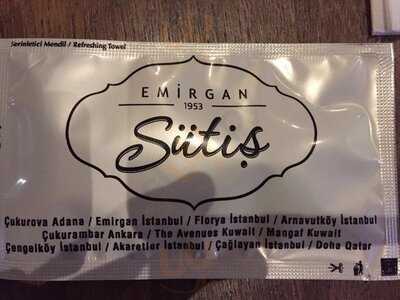 Serinletici Mendil / Refreshing Towel
EMİRGAN
1953
Sütiş
Çukurova Adana / Emirgan İstanbul / Florya İstanbul / Arnavutköy İstanbul
Çukurambar Ankara / The Avenues Kuwait / Mangaf Kuwait
Çengelköy İstanbul / Akaretler İstanbul / Çağlayan İstanbul / Doha Qatar